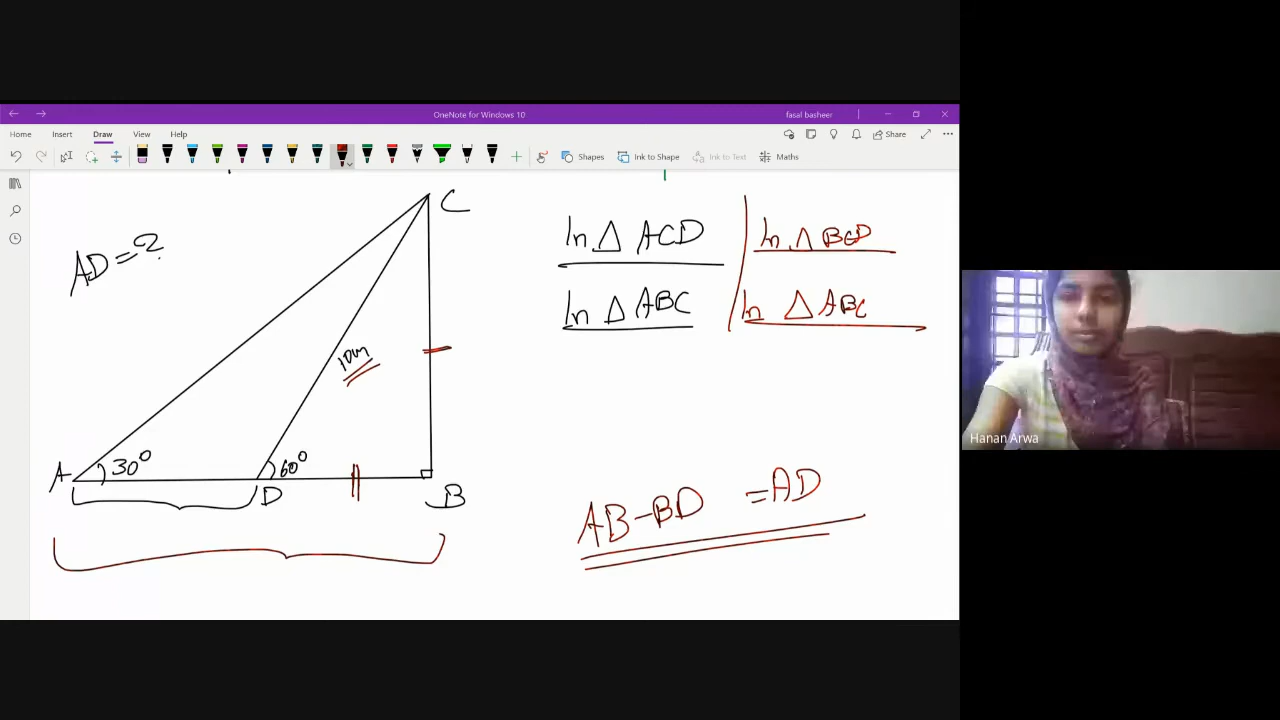 OneNote for Windows 10
fasal basheer
Home Insert Draw View Help
Share
Shapes Ink to Shape Ink to Text Maths
C
AD=?
In Δ ACD
In Δ BCD
In Δ ABC
In Δ ABC
10cm
Hanan Arwa
A 30° 60°
D B
AB-BD =AD